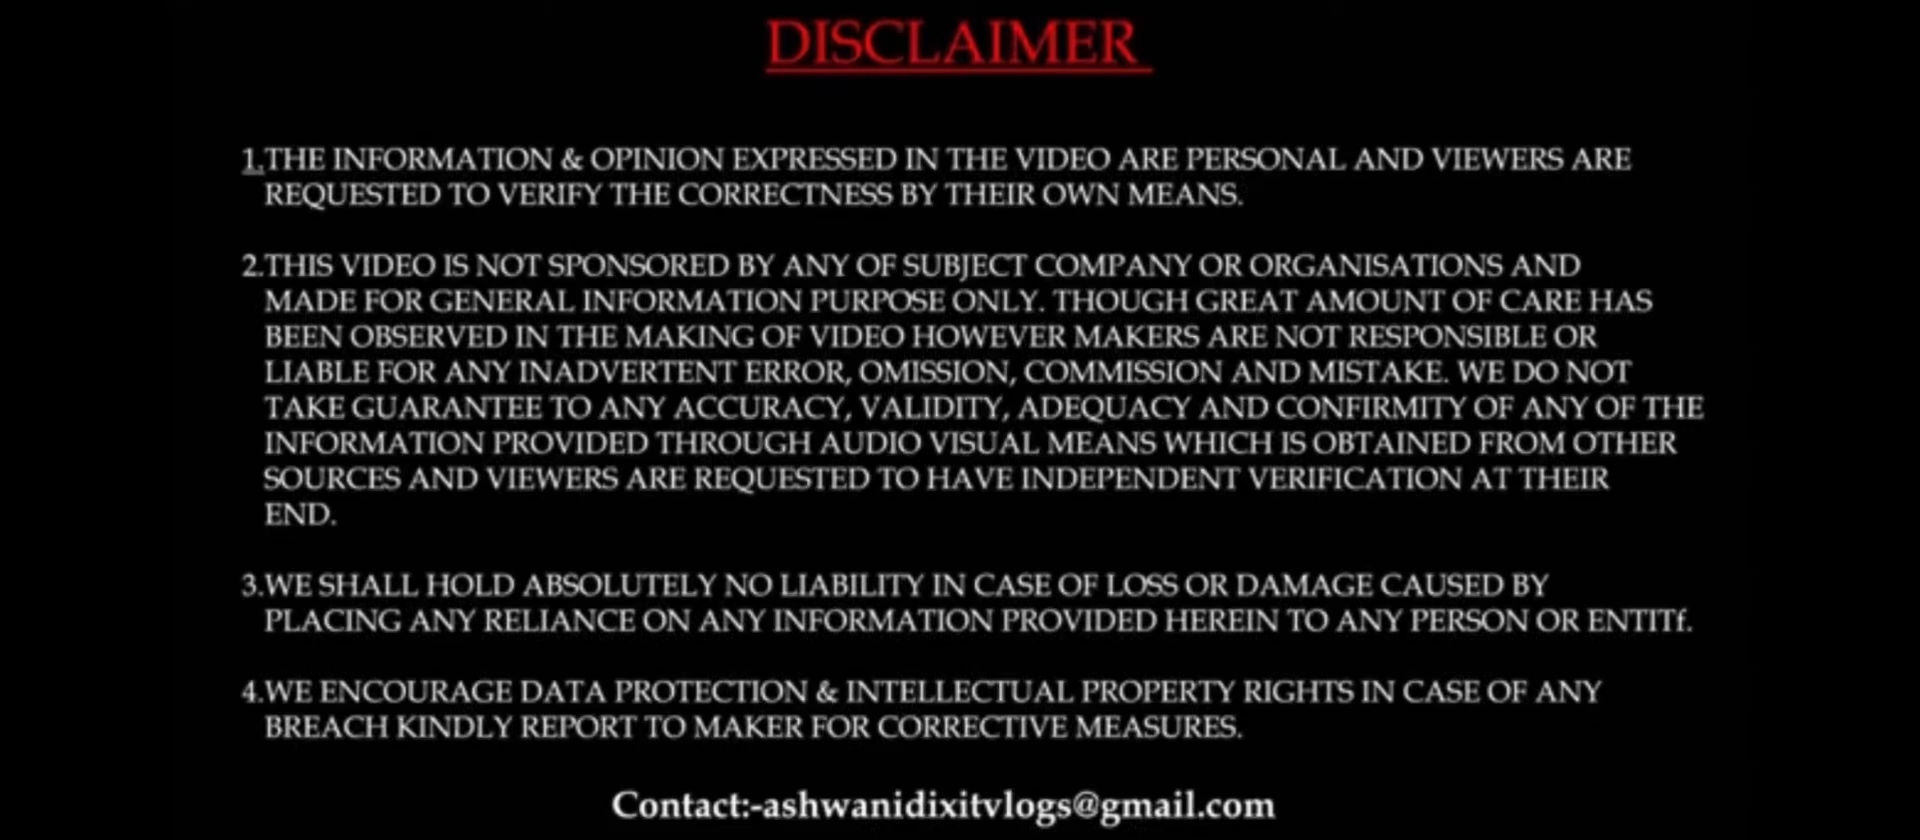 DISCLAIMER
1.THE INFORMATION & OPINION EXPRESSED IN THE VIDEO ARE PERSONAL AND VIEWERS ARE
REQUESTED TO VERIFY THE CORRECTNESS BY THEIR OWN MEANS.
2.THIS VIDEO IS NOT SPONSORED BY ANY OF SUBJECT COMPANY OR ORGANISATIONS AND
MADE FOR GENERAL INFORMATION PURPOSE ONLY. THOUGH GREAT AMOUNT OF CARE HAS
BEEN OBSERVED IN THE MAKING OF VIDEO HOWEVER MAKERS ARE NOT RESPONSIBLE OR
LIABLE FOR ANY INADVERTENT ERROR, OMISSION, COMMISSION AND MISTAKE. WE DO NOT
TAKE GUARANTEE TO ANY ACCURACY, VALIDITY, ADEQUACY AND CONFIRMITY OF ANY OF THE
INFORMATION PROVIDED THROUGH AUDIO VISUAL MEANS WHICH IS OBTAINED FROM OTHER
SOURCES AND VIEWERS ARE REQUESTED TO HAVE INDEPENDENT VERIFICATION AT THEIR
END.
3.WE SHALL HOLD ABSOLUTELY NO LIABILITY IN CASE OF LOSS OR DAMAGE CAUSED BY
PLACING ANY RELIANCE ON ANY INFORMATION PROVIDED HEREIN TO ANY PERSON OR ENTITf.
4.WE ENCOURAGE DATA PROTECTION & INTELLECTUAL PROPERTY RIGHTS IN CASE OF ANY
BREACH KINDLY REPORT TO MAKER FOR CORRECTIVE MEASURES.
Contact:-ashwanidixitvlogs@gmail.com